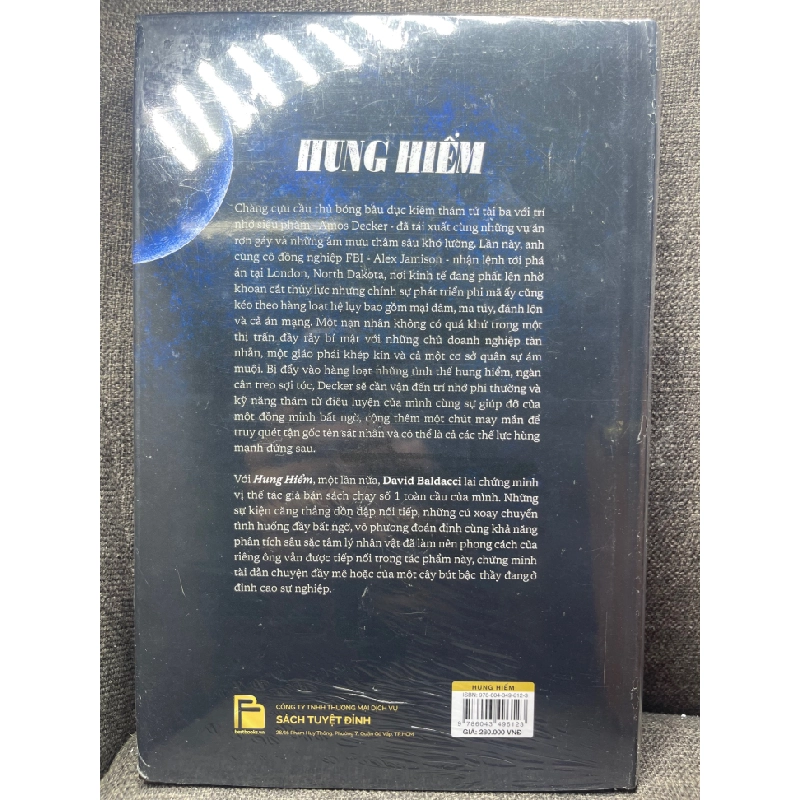 HUNG HIỂM
Chàng cựu cầu thủ bóng bầu dục kiêm thám tử tài ba với trí
nhớ siêu phàm - Amos Decker - đã tái xuất cùng những vụ án
rợn gáy và những âm mưu thâm sâu khó lường. Lần này, anh
cùng cô đồng nghiệp FBI - Alex Jamison - nhận lệnh tới phá
án tại London, North Dakota, nơi kinh tế đang phất lên nhờ
khoan cắt thủy lực nhưng chính sự phát triển phi mã ấy cũng
kéo theo hàng loạt hệ lụy bao gồm mại dâm, ma túy, đánh lộn
và cả án mạng. Một nạn nhân không có quá khứ trong một
thị trấn đầy rẫy bí mật với những chủ doanh nghiệp tàn
nhẫn, một giáo phái khép kín và cả một cơ sở quân sự ám
muội. Bị đẩy vào hàng loạt những tình thế hung hiểm, ngàn
cân treo sợi tóc, Decker sẽ cần vận đến trí nhớ phi thường và
kỹ năng thám tử điêu luyện của mình cùng sự giúp đỡ của
một đồng minh bất ngờ, cộng thêm một chút may mắn để
truy quét tận gốc tên sát nhân và có thể là cả các thế lực hùng
mạnh đứng sau.
Với Hung Hiểm, một lần nữa, David Baldacci lại chứng minh
vị thế tác giả bán sách chạy số 1 toàn cầu của mình. Những
sự kiện căng thẳng dồn dập nối tiếp, những cú xoay chuyển
tình huống đầy bất ngờ, vô phương đoán định cùng khả năng
phân tích sâu sắc tâm lý nhân vật đã làm nên phong cách của
riêng ông vẫn được tiếp nối trong tác phẩm này, chứng minh
tài dẫn chuyện đầy mê hoặc của một cây bút bậc thầy đang ở
đỉnh cao sự nghiệp.
CÔNG TY TNHH THƯƠNG MẠI DỊCH VỤ
SÁCH TUYỆT ĐỈNH
bestbooks.vn
HUNG HIỂM
9 786043 495123
GIÁ: 230.000 VNĐ